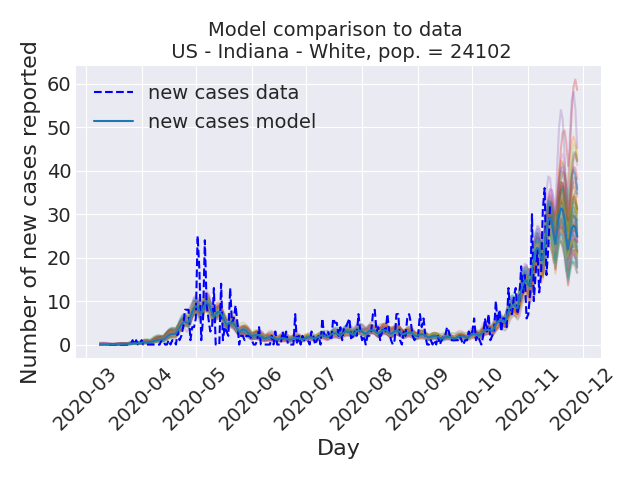 Model comparison to data
US - Indiana - White, pop. = 24102
Number of new cases reported
60
50
40
30
20
10
0
new cases data
new cases model
2020-03
2020-04
2020-05
2020-06
2020-07
2020-08
2020-09
2020-10
2020-11
2020-12
Day